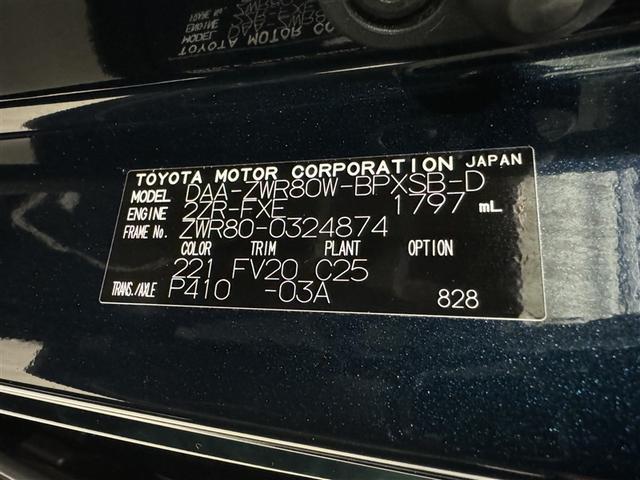 TOYOTA MOTOR CORPORATION JAPAN
MODEL DAA-ZWR80W-BPXSB-D
ENGINE 2ZR-FXE 1797 mL
FRAME No. ZWR80-0324874
COLOR TRIM PLANT OPTION
221 FV20 C25
TRANS./AXLE P410 -03A 828